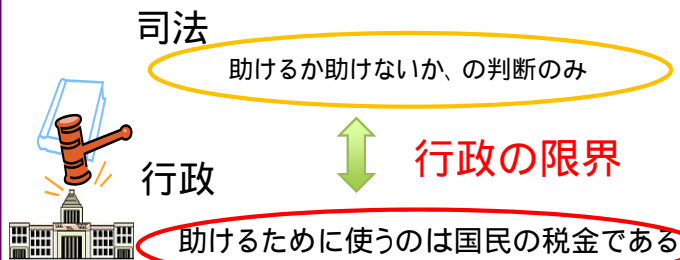 司法
助けるか助けないか、の判断のみ
行政の限界
行政
助けるために使うのは国民の税金である